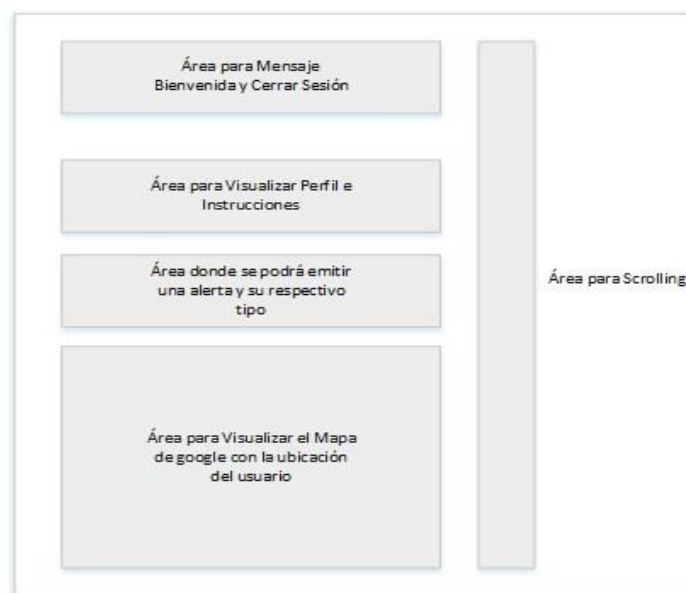 Área para Mensaje
Bienvenida y Cerrar Sesión
Área para Visualizar Perfil e
Instrucciones
Área donde se podrá emitir
una alerta y su respectivo
tipo
Área para Scrolling
Área para Visualizar el Mapa
de google con la ubicación
del usuario